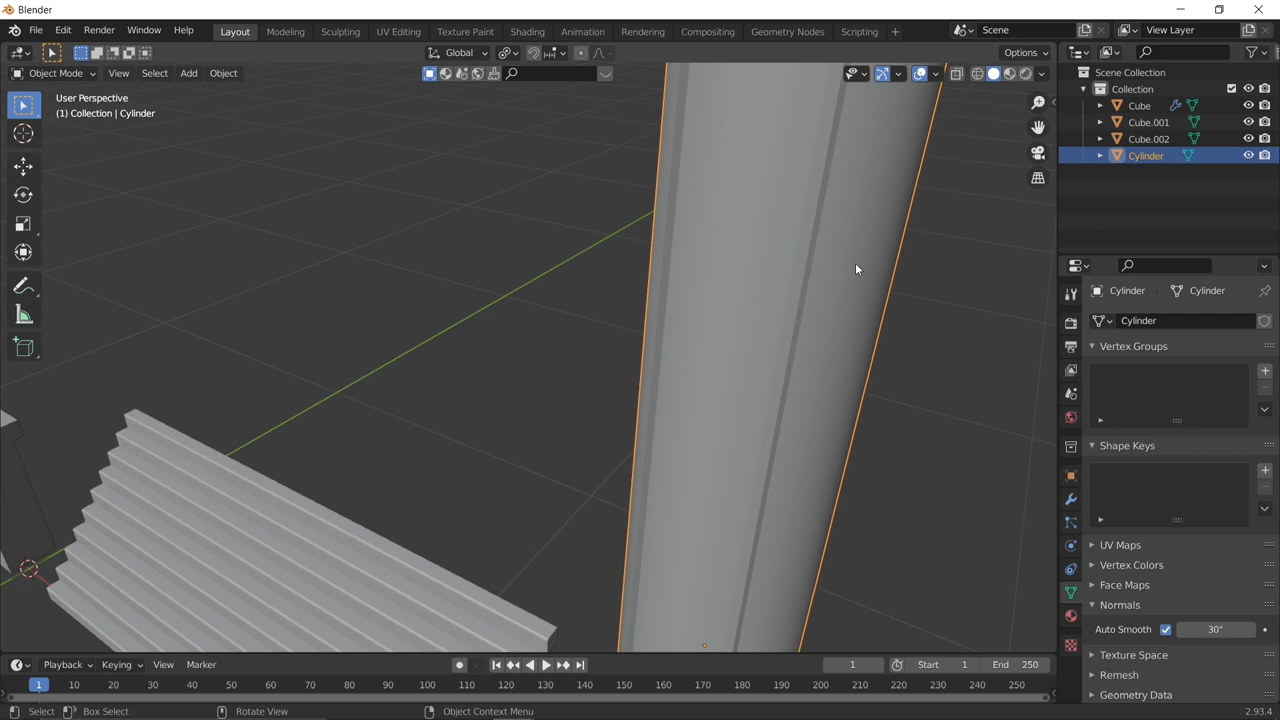 Blender
File Edit Render Window Help Layout Modeling Sculpting UV Editing Texture Paint Shading Animation Rendering Compositing Geometry Nodes Scripting + Scene View Layer
Global Options
Object Mode View Select Add Object
User Perspective
(1) Collection | Cylinder
Scene Collection
Collection
Cube
Cube.001
Cube.002
Cylinder
Cylinder Cylinder
Cylinder
Vertex Groups
Shape Keys
UV Maps
Vertex Colors
Face Maps
Normals
Auto Smooth 30°
Texture Space
Remesh
Geometry Data
Playback Keying View Marker 1 Start 1 End 250
1 10 20 30 40 50 60 70 80 90 100 110 120 130 140 150 160 170 180 190 200 210 220 230 240 250
Select Box Select Rotate View Object Context Menu 2.93.4